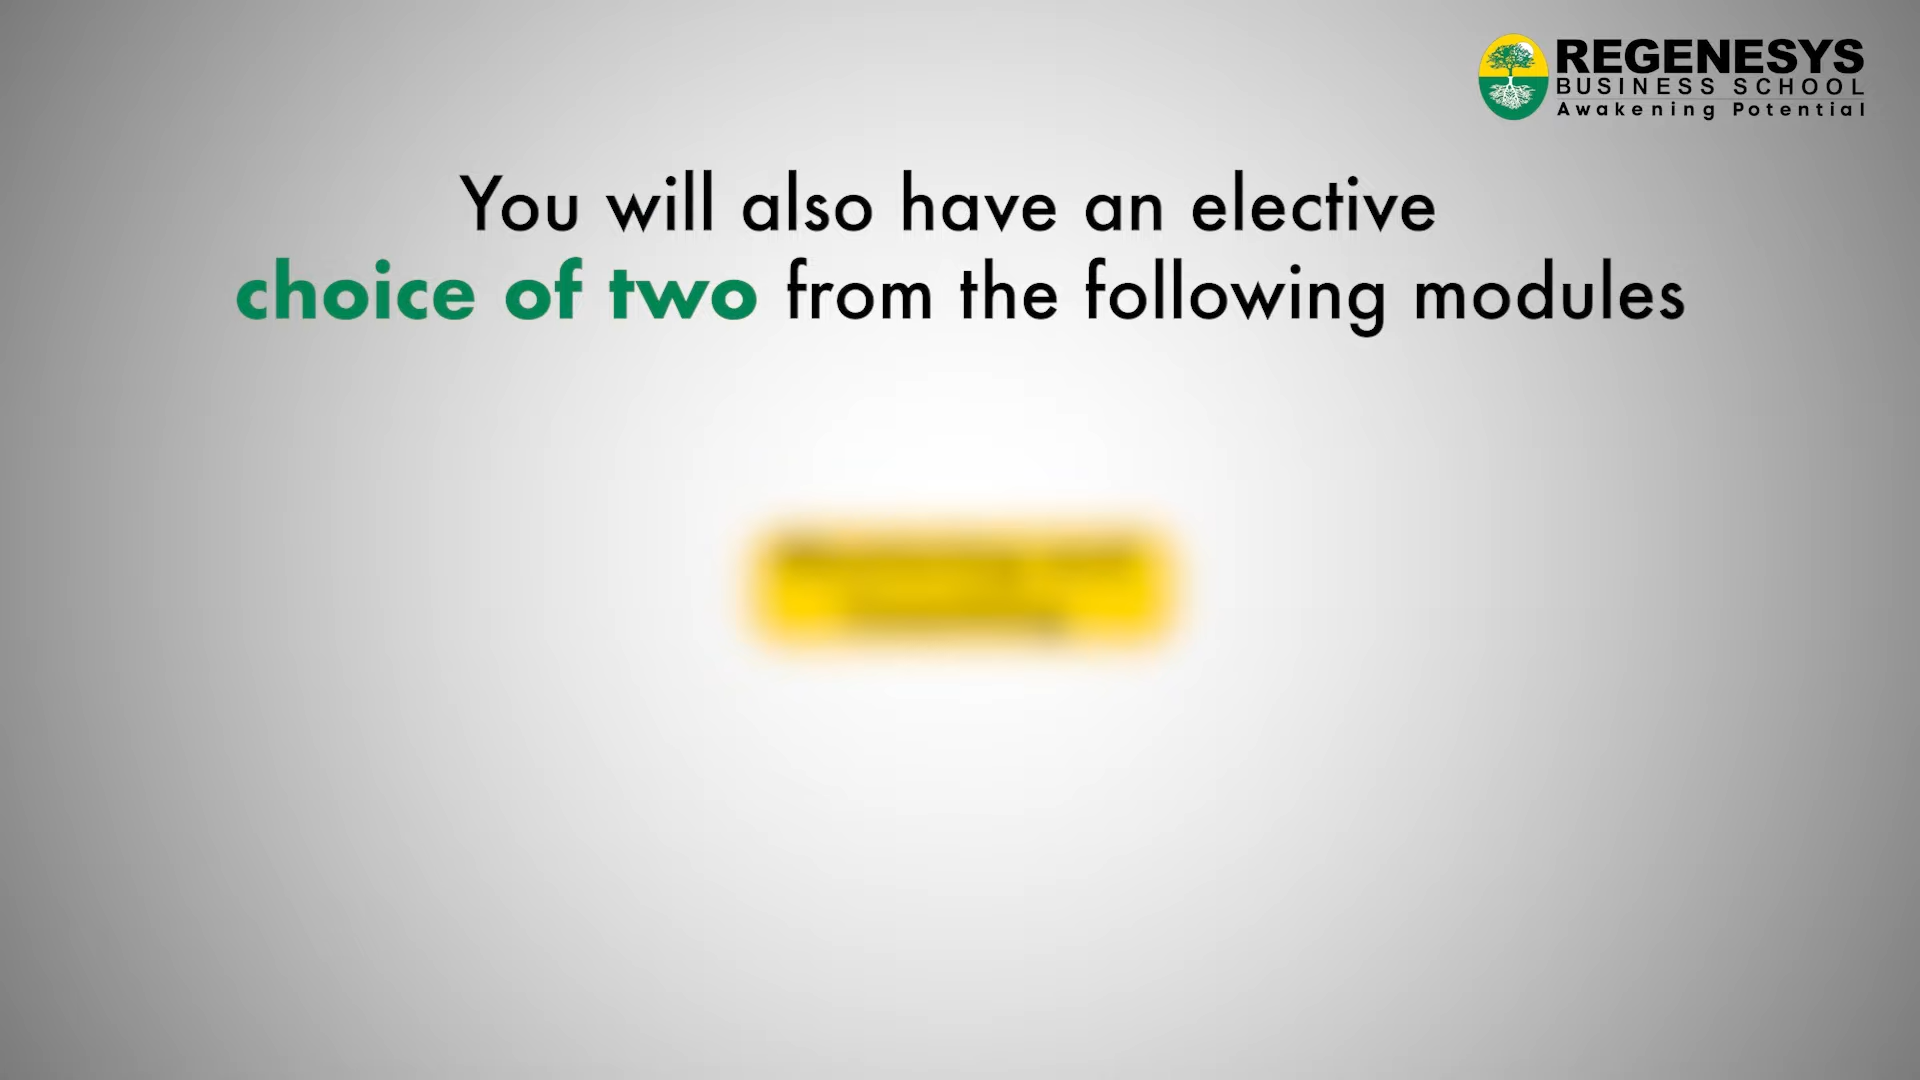 REGENESYS
BUSINESS SCHOOL
Awakening Potential
You will also have an elective
choice of two from the following modules